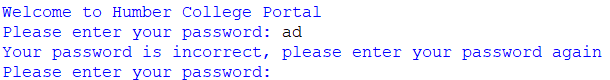 Welcome to Humber College Portal
Please enter your password: ad
Your password is incorrect, please enter your password again
Please enter your password: